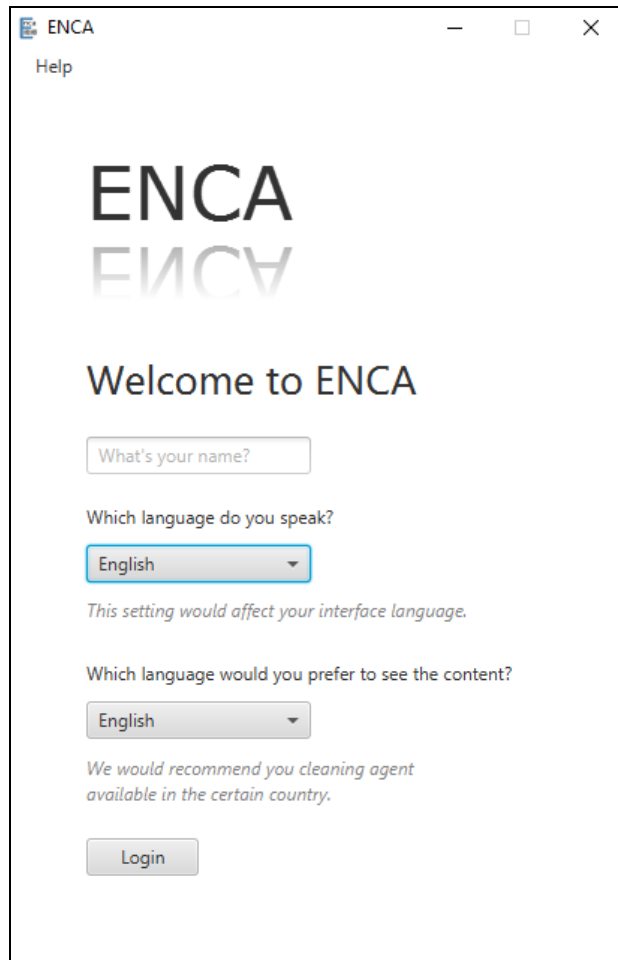 ENCA
Help
ENCA
Welcome to ENCA
What's your name?
Which language do you speak?
English
This setting would affect your interface language.
Which language would you prefer to see the content?
English
We would recommend you cleaning agent
available in the certain country.
Login